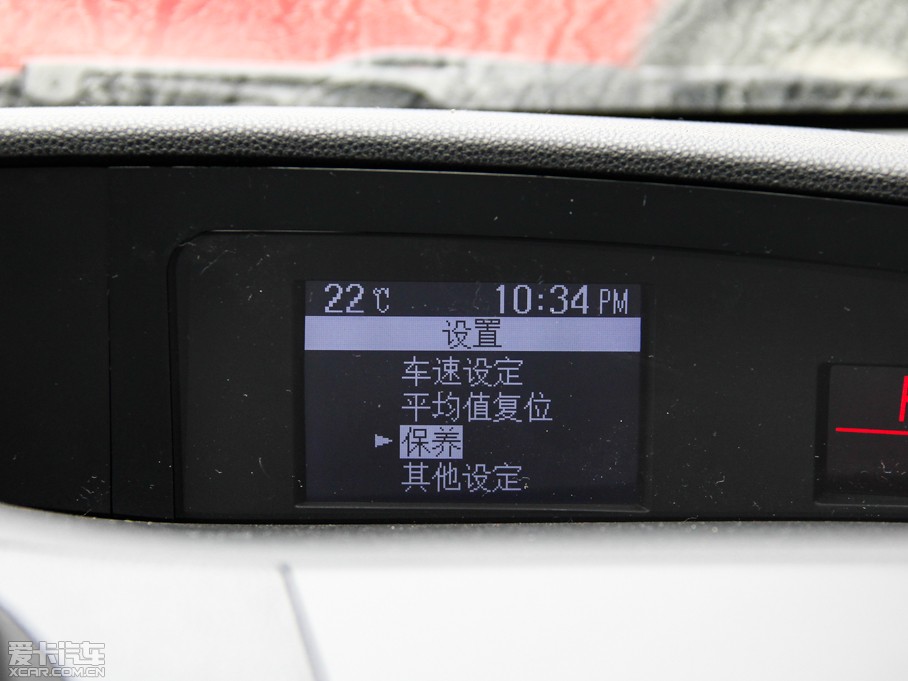 22℃ 10:34 PM
设置
车速设定
平均值复位
保养
其他设定
爱卡汽车
XCAR.COM.CN